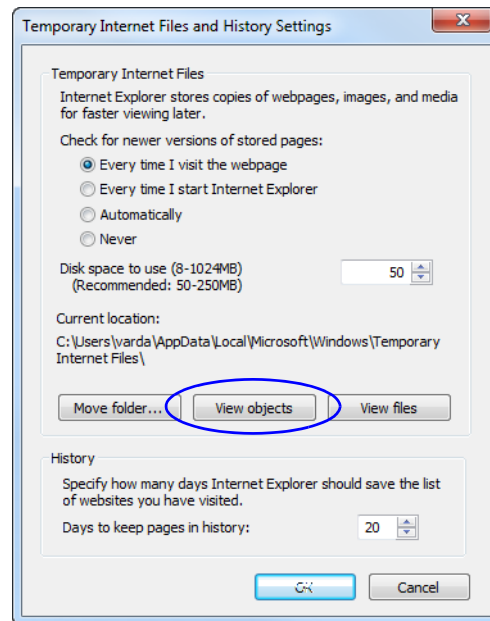 Temporary Internet Files and History Settings
Temporary Internet Files
Internet Explorer stores copies of webpages, images, and media
for faster viewing later.
Check for newer versions of stored pages:
Every time I visit the webpage
Every time I start Internet Explorer
Automatically
Never
Disk space to use (8-1024MB)
50
(Recommended: 50-250MB)
Current location:
C:\Users\varda\AppData\Local\Microsoft\Windows\Temporary
Internet Files\
Move folder... View objects View files
History
Specify how many days Internet Explorer should save the list
of websites you have visited.
Days to keep pages in history: 20
OK Cancel